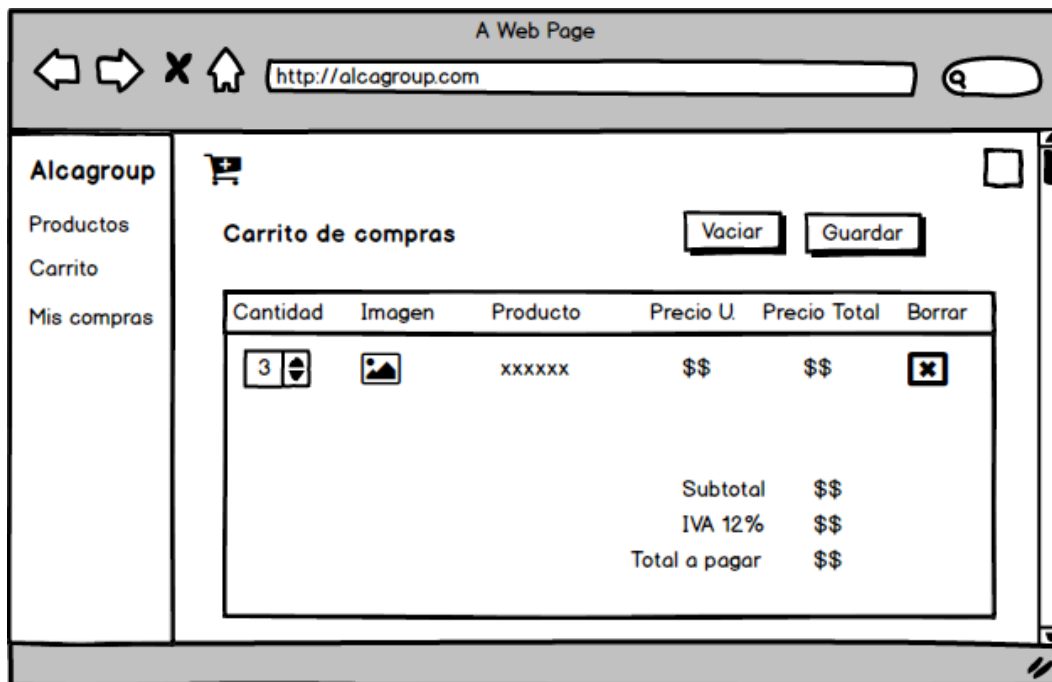 A Web Page
http://alcagroup.com
Alcagroup
Productos
Carrito
Mis compras
Carrito de compras
Vaciar
Guardar
Cantidad Imagen Producto Precio U. Precio Total Borrar
3 xxxxxx $$ $$
Subtotal $$
IVA 12% $$
Total a pagar $$